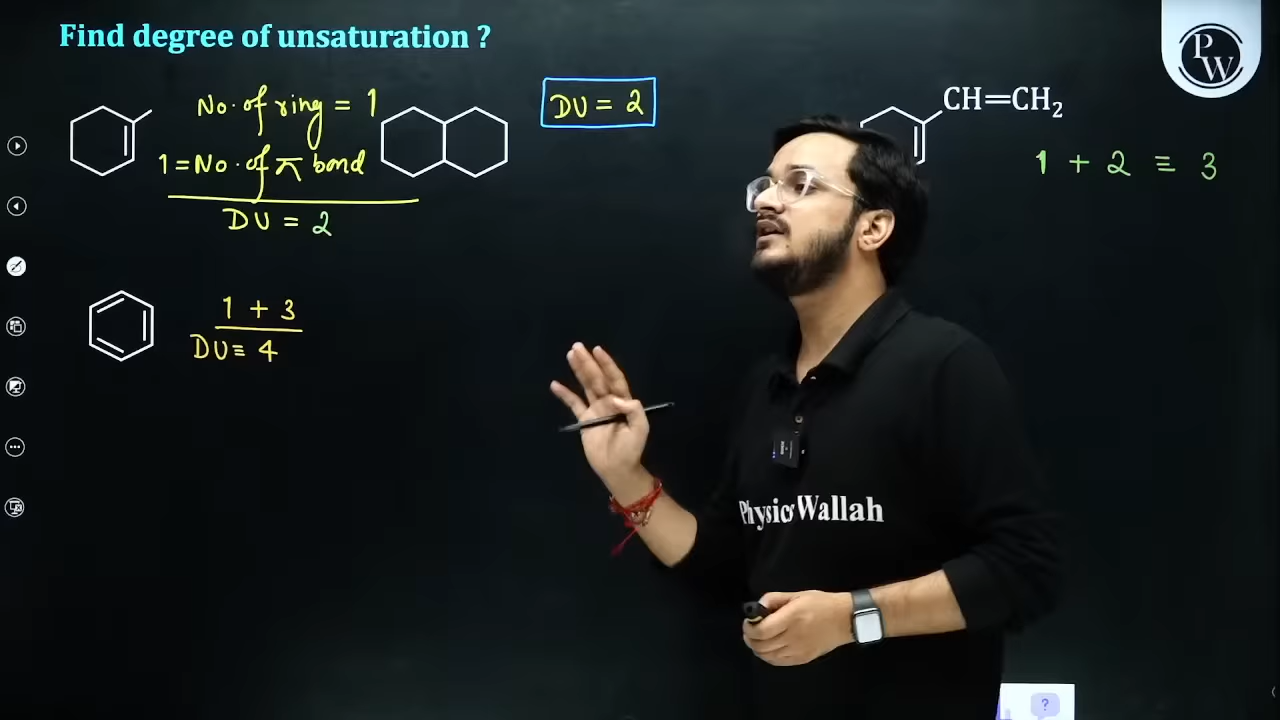 Find degree of unsaturation ?
No. of ring = 1
1 = No. of π bond
DU = 2
DU = 2
CH=CH2
1 + 2 ≡ 3
1 + 3
DU ≡ 4
PW
Physics Wallah
?